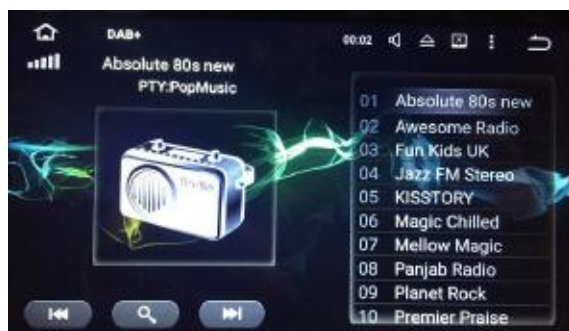 DAB+
00:02
Absolute 80s new
PTY:PopMusic
Radio
01 Absolute 80s new
02 Awesome Radio
03 Fun Kids UK
04 Jazz FM Stereo
05 KISSTORY
06 Magic Chilled
07 Mellow Magic
08 Panjab Radio
09 Planet Rock
10 Premier Praise